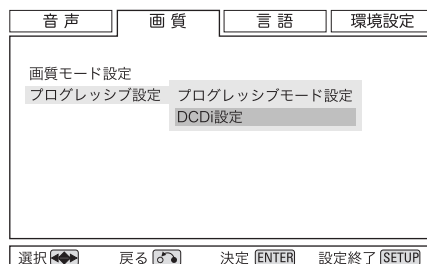 音声 画質 言語 環境設定
画質モード設定
プログレッシブ設定 プログレッシブモード設定
DCDi設定
選択 戻る 決定 ENTER 設定終了 SETUP